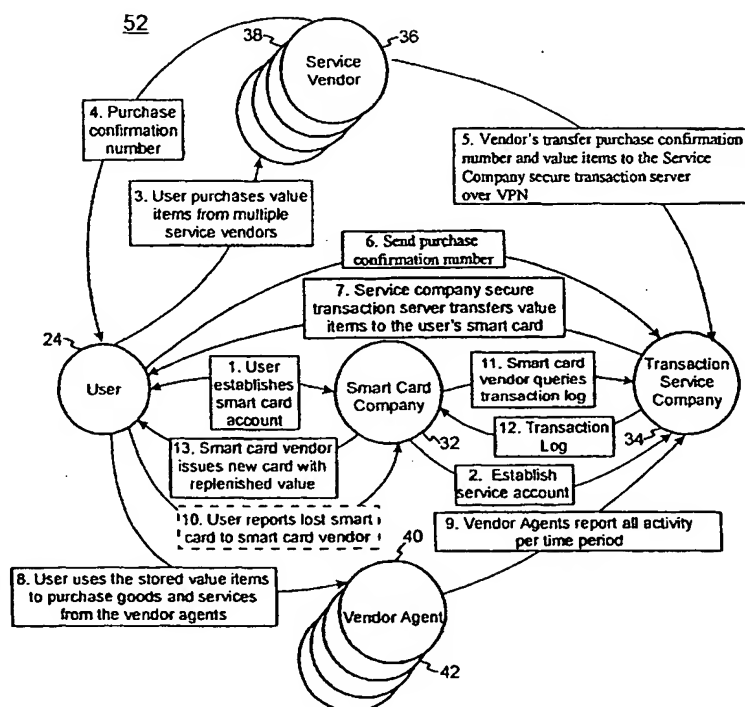 52
38
36
Service
Vendor
4. Purchase
confirmation
number
5. Vendor's transfer purchase confirmation
number and value items to the Service
Company secure transaction server
over VPN
3. User purchases value
items from multiple
service vendors
6. Send purchase
confirmation number
7. Service company secure
transaction server transfers value
items to the user's smart card
24
User
1. User
establishes
smart card
account
Smart Card
Company
32
11. Smart card
vendor queries
transaction log
Transaction
Service
Company
34
12. Transaction
Log
13. Smart card vendor
issues new card with
replenished value
2. Establish
service account
10. User reports lost smart
card to smart card vendor
9. Vendor Agents report all activity
per time period
40
8. User uses the stored value items
to purchase goods and services
from the vendor agents
Vendor Agent
42